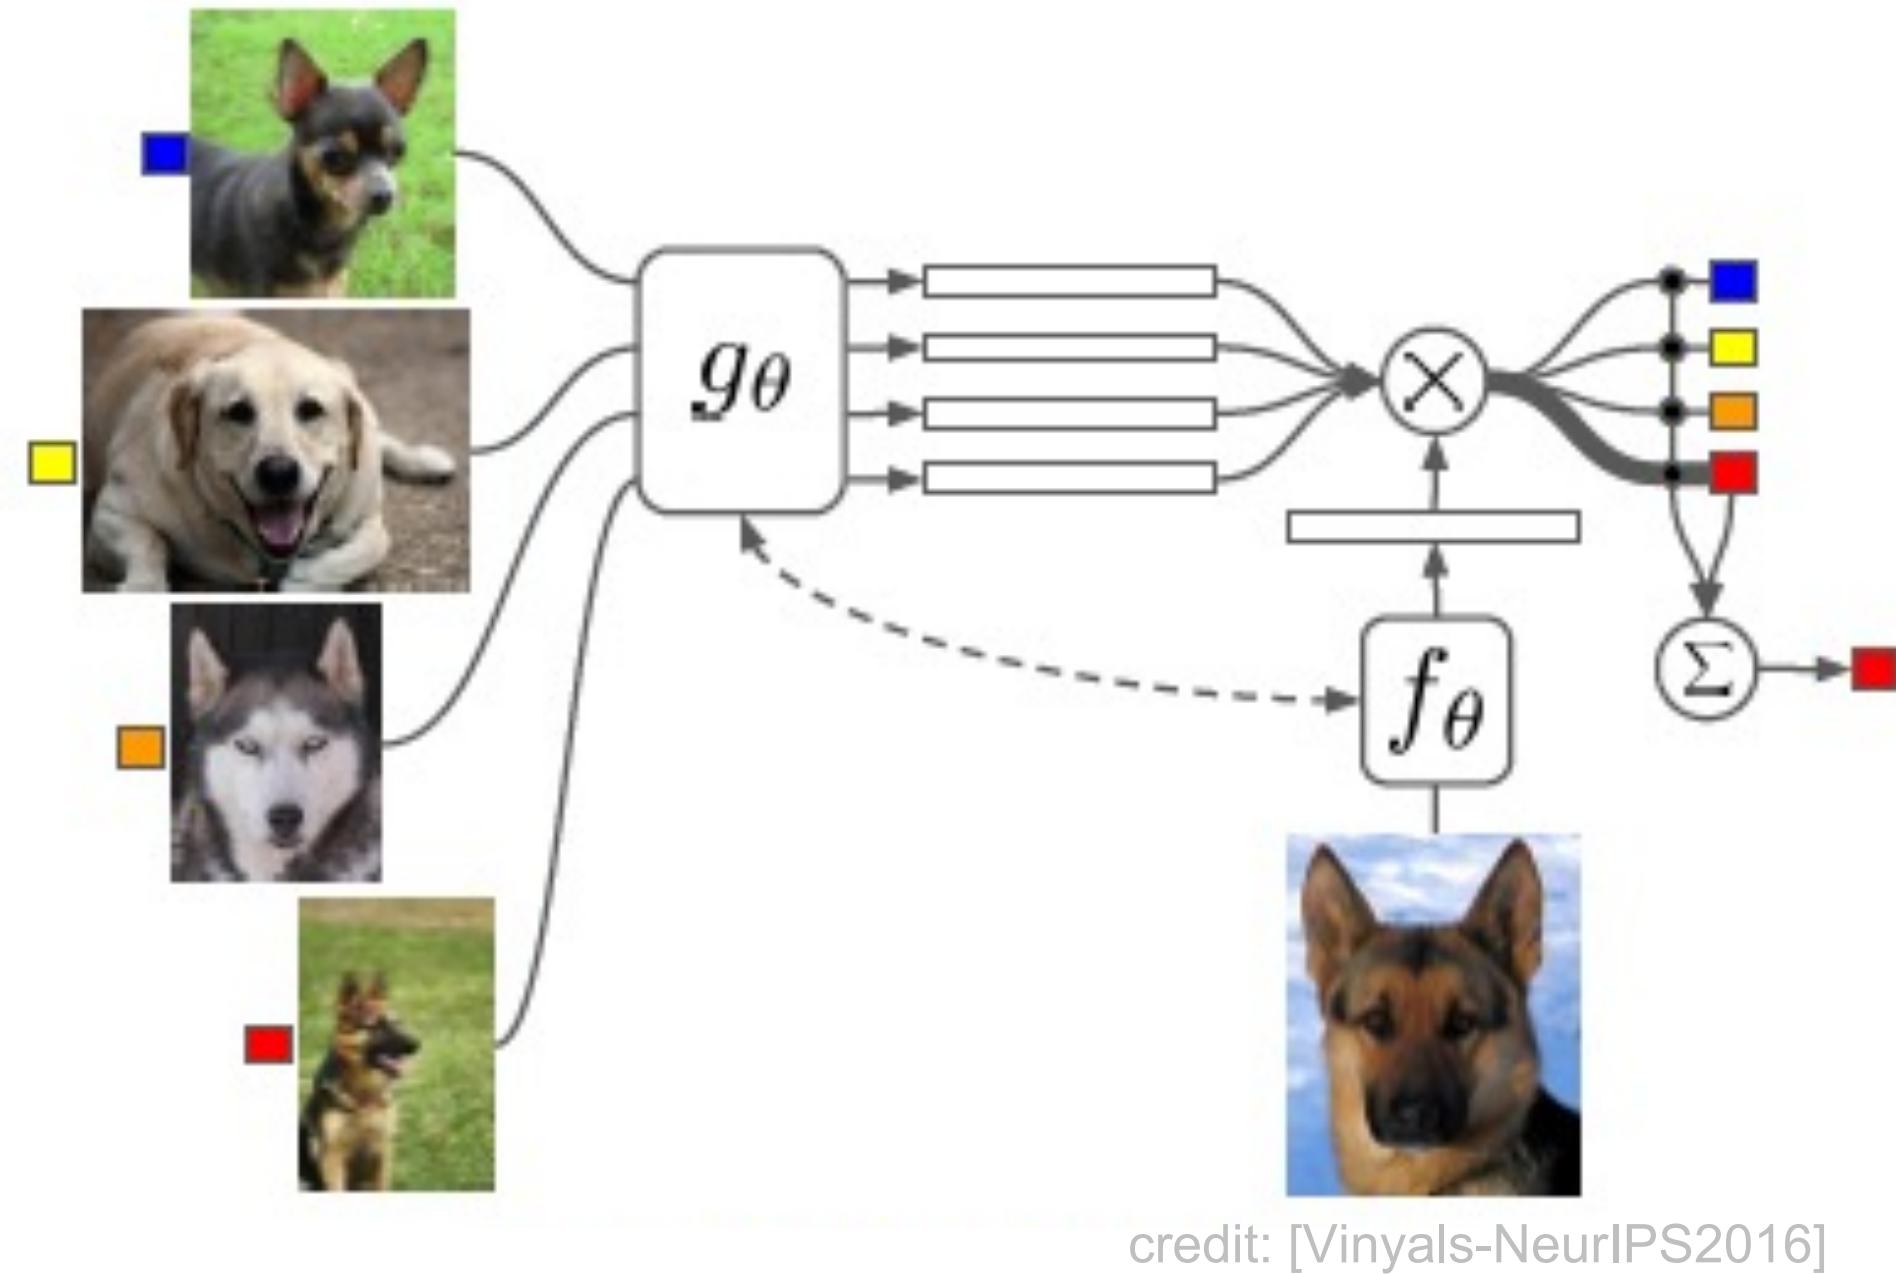 gθ
fθ
Σ
credit: [Vinyals-NeurIPS2016]